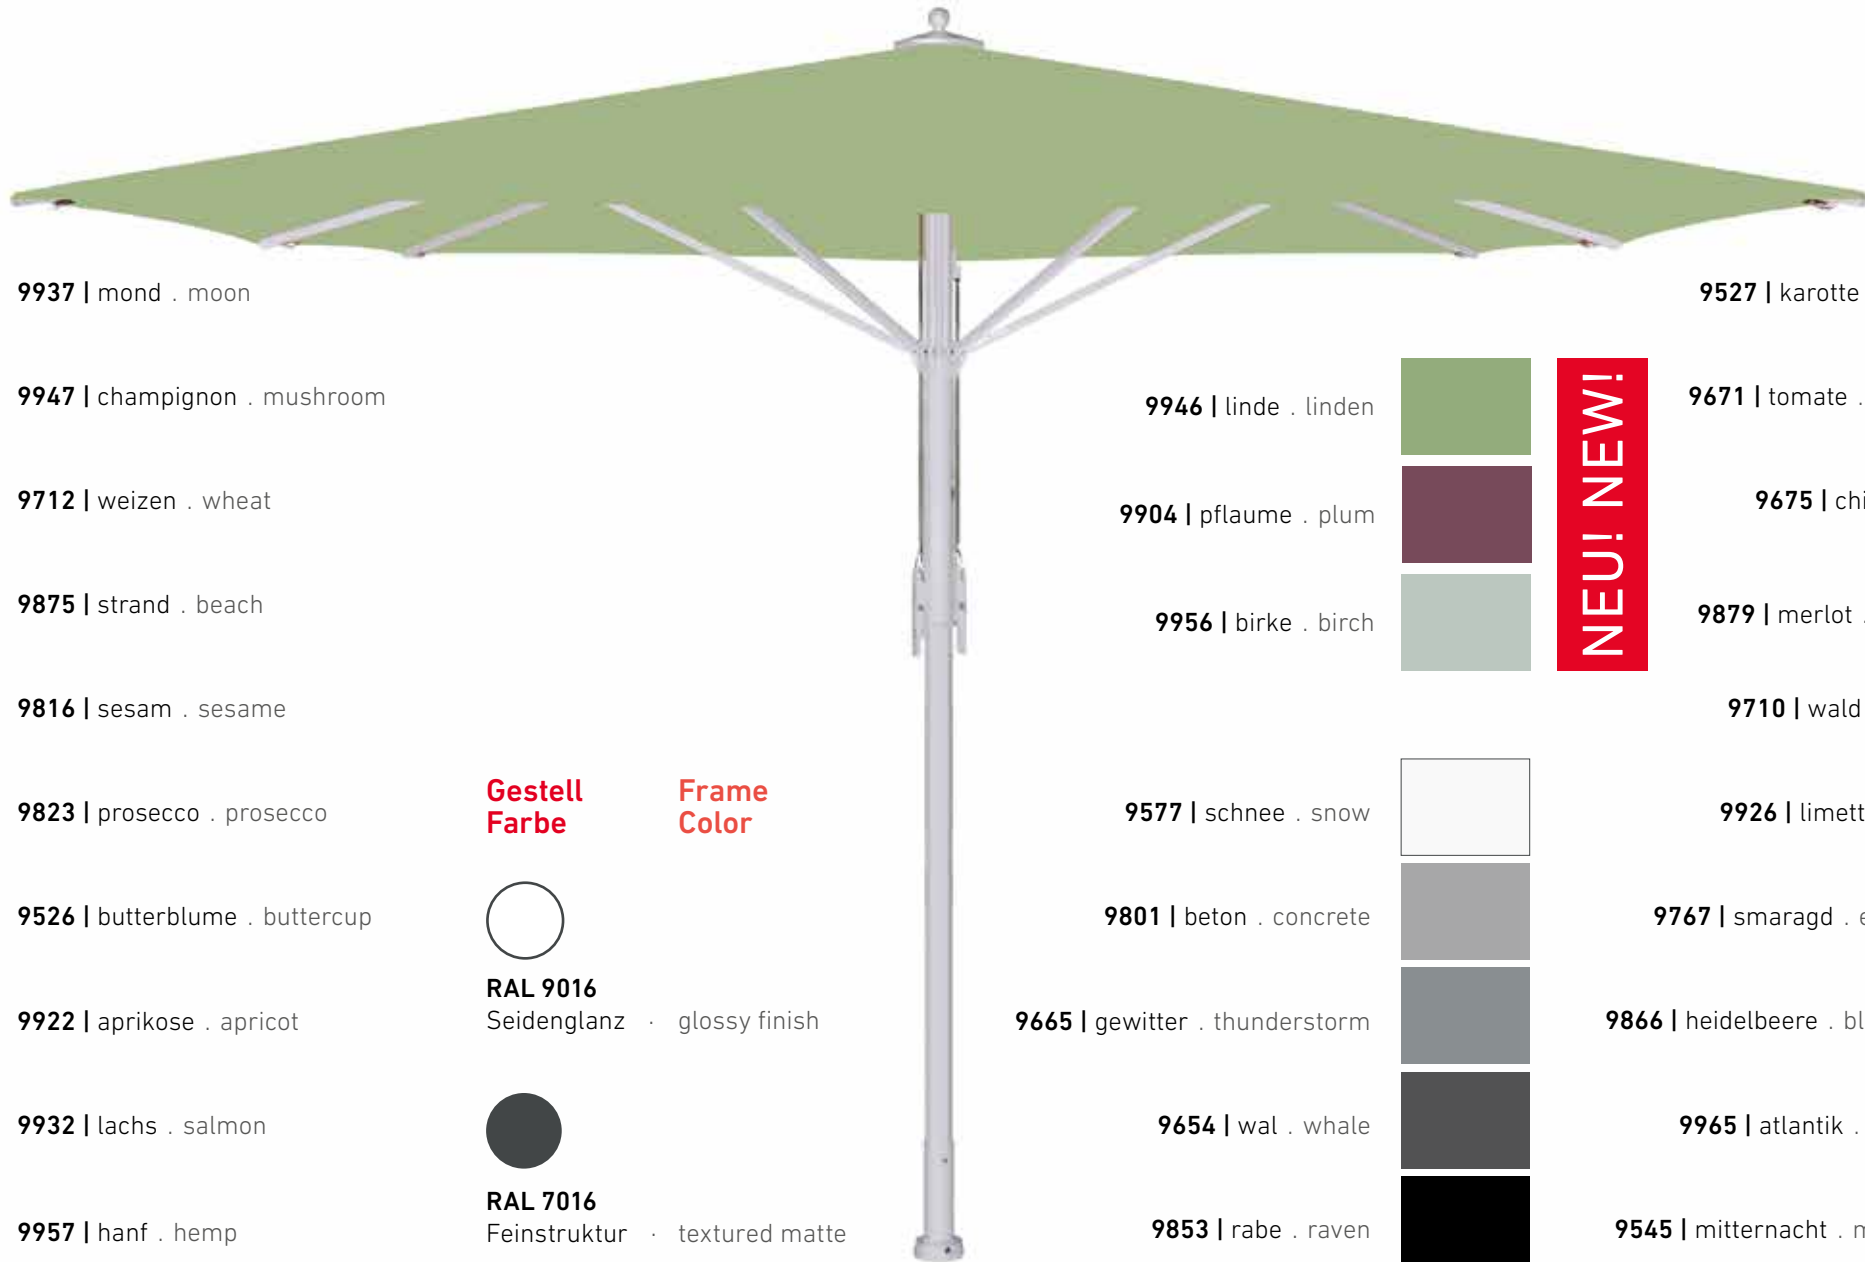 9937 | mond . moon
9947 | champignon . mushroom
9712 | weizen . wheat
9875 | strand . beach
9816 | sesam . sesame
9823 | prosecco . prosecco
9526 | butterblume . buttercup
9922 | aprikose . apricot
9932 | lachs . salmon
9957 | hanf . hemp
Gestell
Farbe
Frame
Color
RAL 9016
Seidenglanz · glossy finish
RAL 7016
Feinstruktur · textured matte
9946 | linde . linden
9904 | pflaume . plum
9956 | birke . birch
NEU! NEW!
9577 | schnee . snow
9801 | beton . concrete
9665 | gewitter . thunderstorm
9654 | wal . whale
9853 | rabe . raven
9527 | karotte
9671 | tomate .
9675 |
9879 | merlot .
9710 | wald
9926 |
9767 | smaragd .
9866 | heidelbeere .
9965 | atlantik .
9545 | mitternacht .